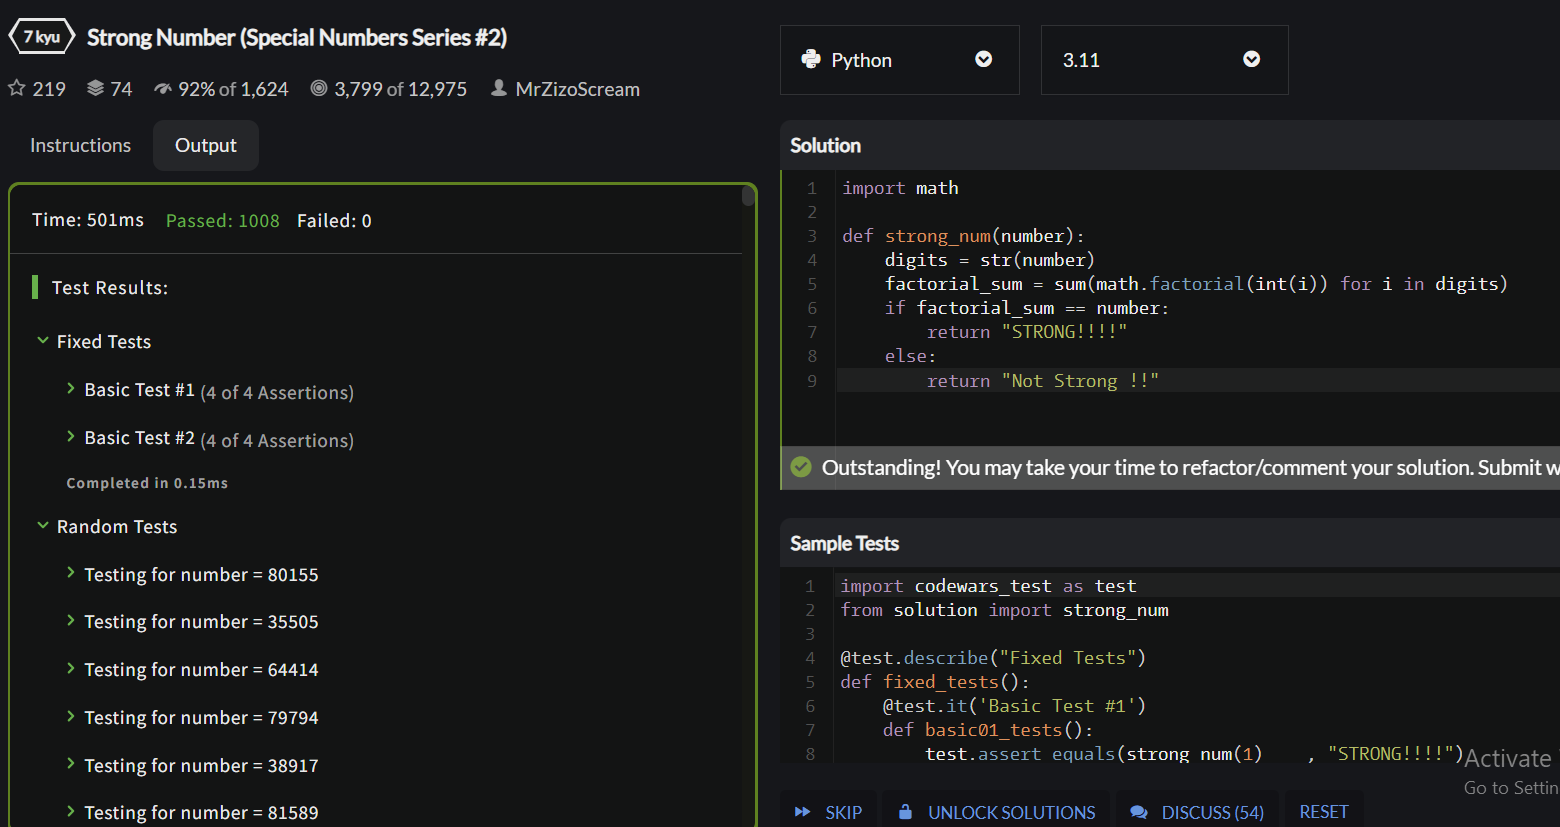 7 kyu Strong Number (Special Numbers Series #2)
219 74 92% of 1,624 3,799 of 12,975 MrZizoScream
Instructions Output
Time: 501ms Passed: 1008 Failed: 0
Test Results:
Fixed Tests
Basic Test #1 (4 of 4 Assertions)
Basic Test #2 (4 of 4 Assertions)
Completed in 0.15ms
Random Tests
Testing for number = 80155
Testing for number = 35505
Testing for number = 64414
Testing for number = 79794
Testing for number = 38917
Testing for number = 81589
Python 3.11
Solution
1 import math
2
3 def strong_num(number):
4     digits = str(number)
5     factorial_sum = sum(math.factorial(int(i)) for i in digits)
6     if factorial_sum == number:
7         return "STRONG!!!!"
8     else:
9         return "Not Strong !!"
Outstanding! You may take your time to refactor/comment your solution. Submit w
Sample Tests
1 import codewars_test as test
2 from solution import strong_num
3
4 @test.describe("Fixed Tests")
5 def fixed_tests():
6     @test.it('Basic Test #1')
7     def basic01_tests():
8         test.assert_equals(strong_num(1)    , "STRONG!!!!")
Activate
Go to Settin
SKIP UNLOCK SOLUTIONS DISCUSS (54) RESET